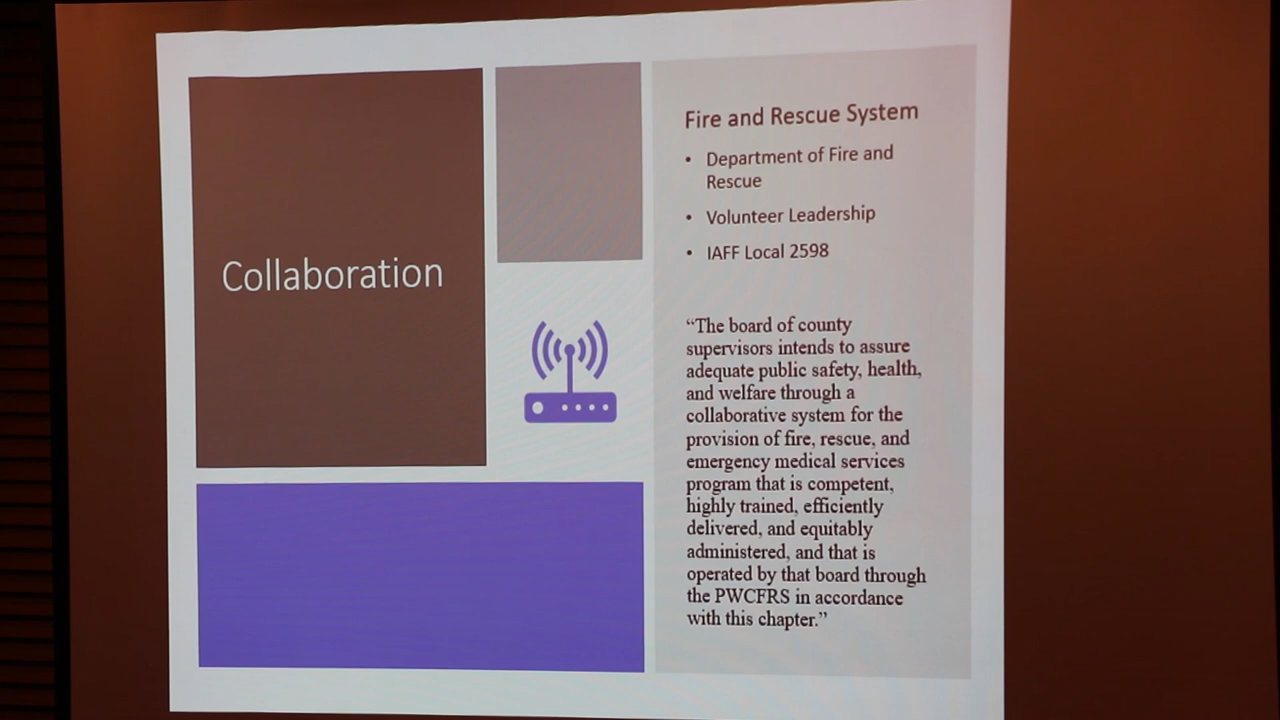 Collaboration
Fire and Rescue System
• Department of Fire and
Rescue
• Volunteer Leadership
• IAFF Local 2598
“The board of county
supervisors intends to assure
adequate public safety, health,
and welfare through a
collaborative system for the
provision of fire, rescue, and
emergency medical services
program that is competent,
highly trained, efficiently
delivered, and equitably
administered, and that is
operated by that board through
the PWCFRS in accordance
with this chapter.”